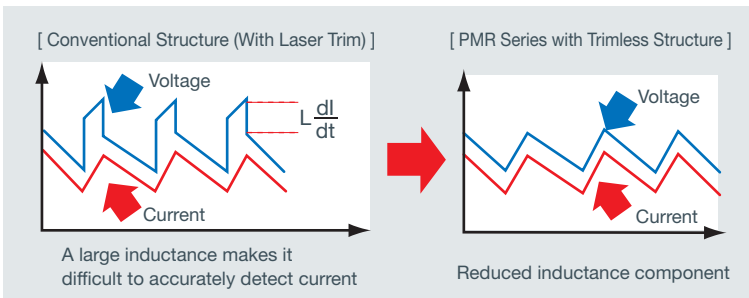 [ Conventional Structure (With Laser Trim) ]
Voltage
L dI/dt
Current
A large inductance makes it
difficult to accurately detect current
[ PMR Series with Trimless Structure ]
Voltage
Current
Reduced inductance component